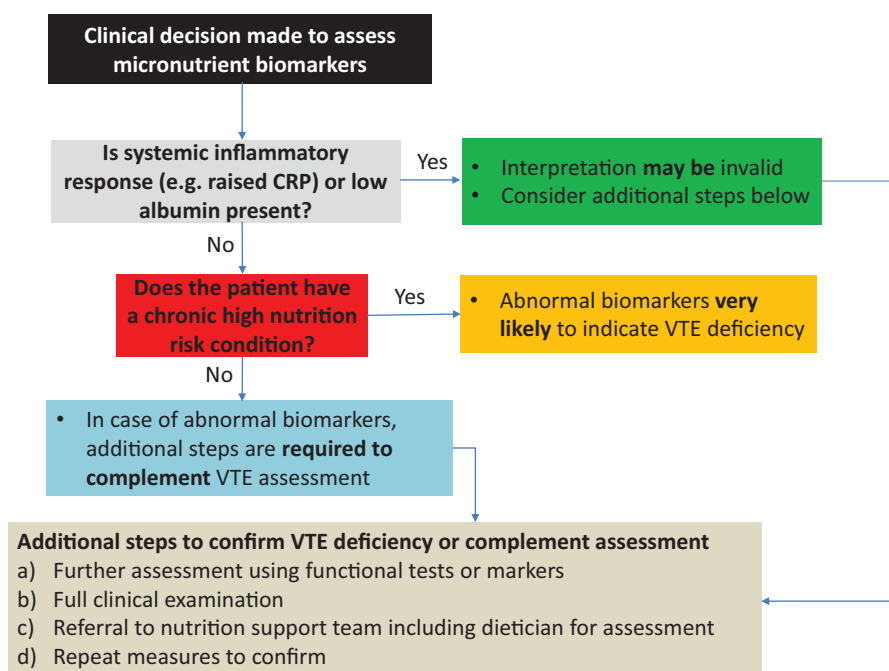 Clinical decision made to assess
micronutrient biomarkers
Is systemic inflammatory
response (e.g. raised CRP) or low
albumin present?
Yes
• Interpretation may be invalid
• Consider additional steps below
No
Does the patient have
a chronic high nutrition
risk condition?
Yes
• Abnormal biomarkers very
likely to indicate VTE deficiency
No
• In case of abnormal biomarkers,
additional steps are required to
complement VTE assessment
Additional steps to confirm VTE deficiency or complement assessment
a) Further assessment using functional tests or markers
b) Full clinical examination
c) Referral to nutrition support team including dietician for assessment
d) Repeat measures to confirm